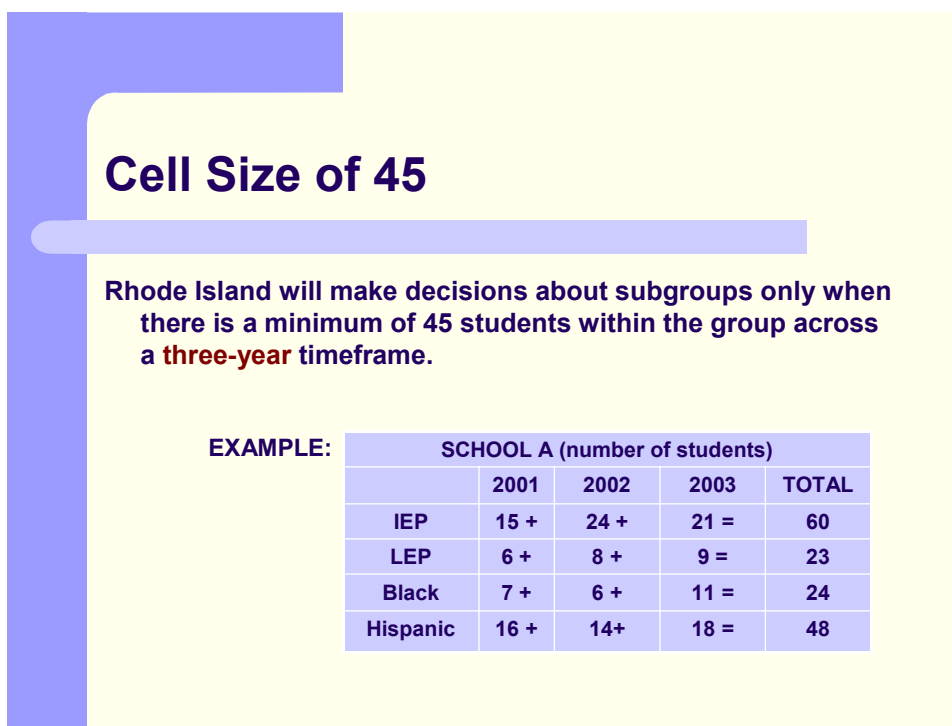 Cell Size of 45
Rhode Island will make decisions about subgroups only when
there is a minimum of 45 students within the group across
a three-year timeframe.
EXAMPLE:
SCHOOL A (number of students)
2001 2002 2003 TOTAL
IEP 15 + 24 + 21 = 60
LEP 6 + 8 + 9 = 23
Black 7 + 6 + 11 = 24
Hispanic 16 + 14+ 18 = 48